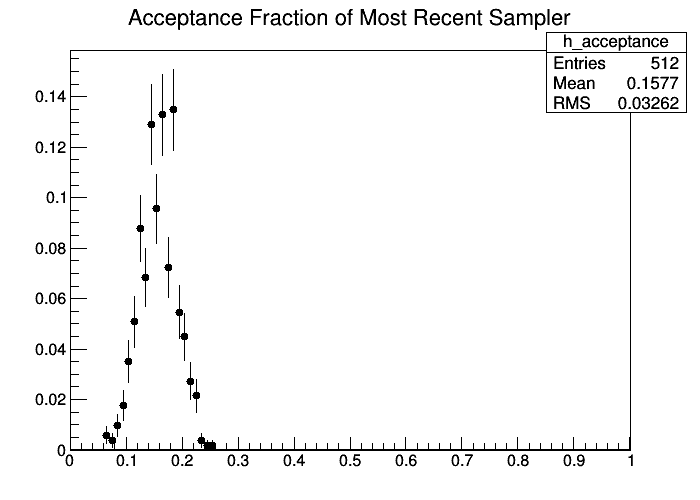 Acceptance Fraction of Most Recent Sampler
h_acceptance
Entries 512
Mean 0.1577
RMS 0.03262
0.14
0.12
0.1
0.08
0.06
0.04
0.02
0
0 0.1 0.2 0.3 0.4 0.5 0.6 0.7 0.8 0.9 1